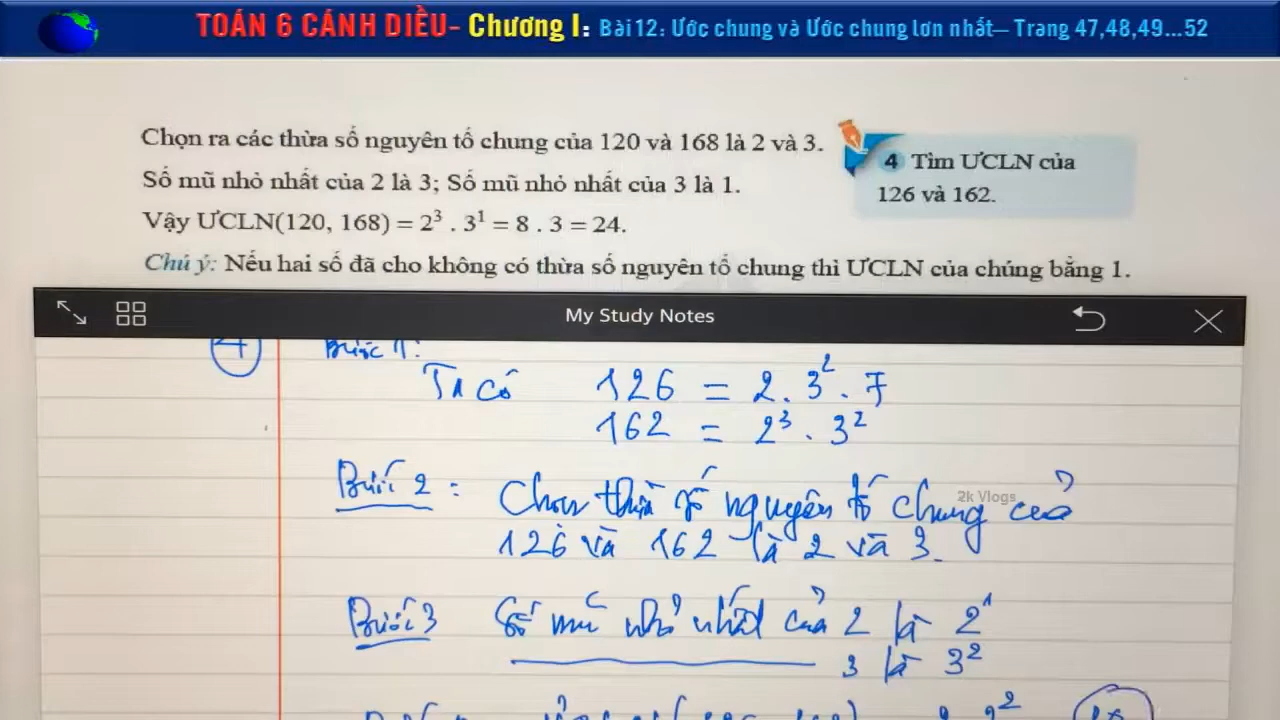 TOÁN 6 CÁNH DIỀU- Chương I: Bài 12: Ước chung và Ước chung lớn nhất– Trang 47,48,49...52
Chọn ra các thừa số nguyên tố chung của 120 và 168 là 2 và 3.
Số mũ nhỏ nhất của 2 là 3; Số mũ nhỏ nhất của 3 là 1.
Vậy ƯCLN(120, 168) = 2³ . 3¹ = 8 . 3 = 24.
Chú ý: Nếu hai số đã cho không có thừa số nguyên tố chung thì ƯCLN của chúng bằng 1.
4 Tìm ƯCLN của
126 và 162.
My Study Notes
4 Bước 1:
Ta có 126 = 2. 3² . 7
162 = 2³ . 3²
Bước 2 : Chọn thừa số nguyên tố chung của
2k Vlogs
126 và 162 là 2 và 3.
Bước 3 Số mũ nhỏ nhất của 2 là 2¹
3 là 3²